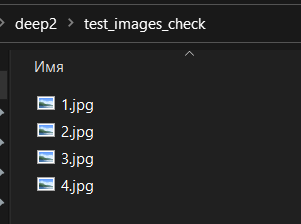 deep2 > test_images_check
Имя
1.jpg
2.jpg
3.jpg
4.jpg